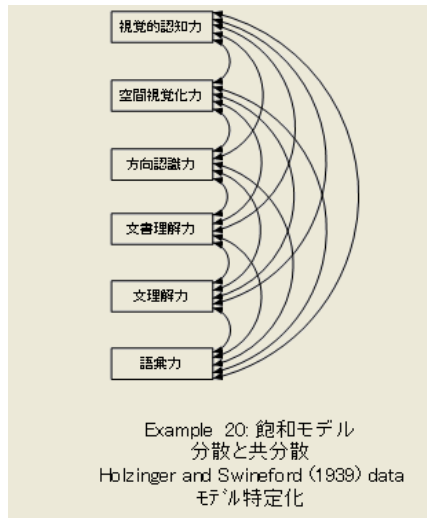 視覚的認知力
空間視覚化力
方向認識力
文書理解力
文理解力
語彙力
Example 20: 飽和モデル
分散と共分散
Holzinger and Swineford (1939) data
モデル特定化